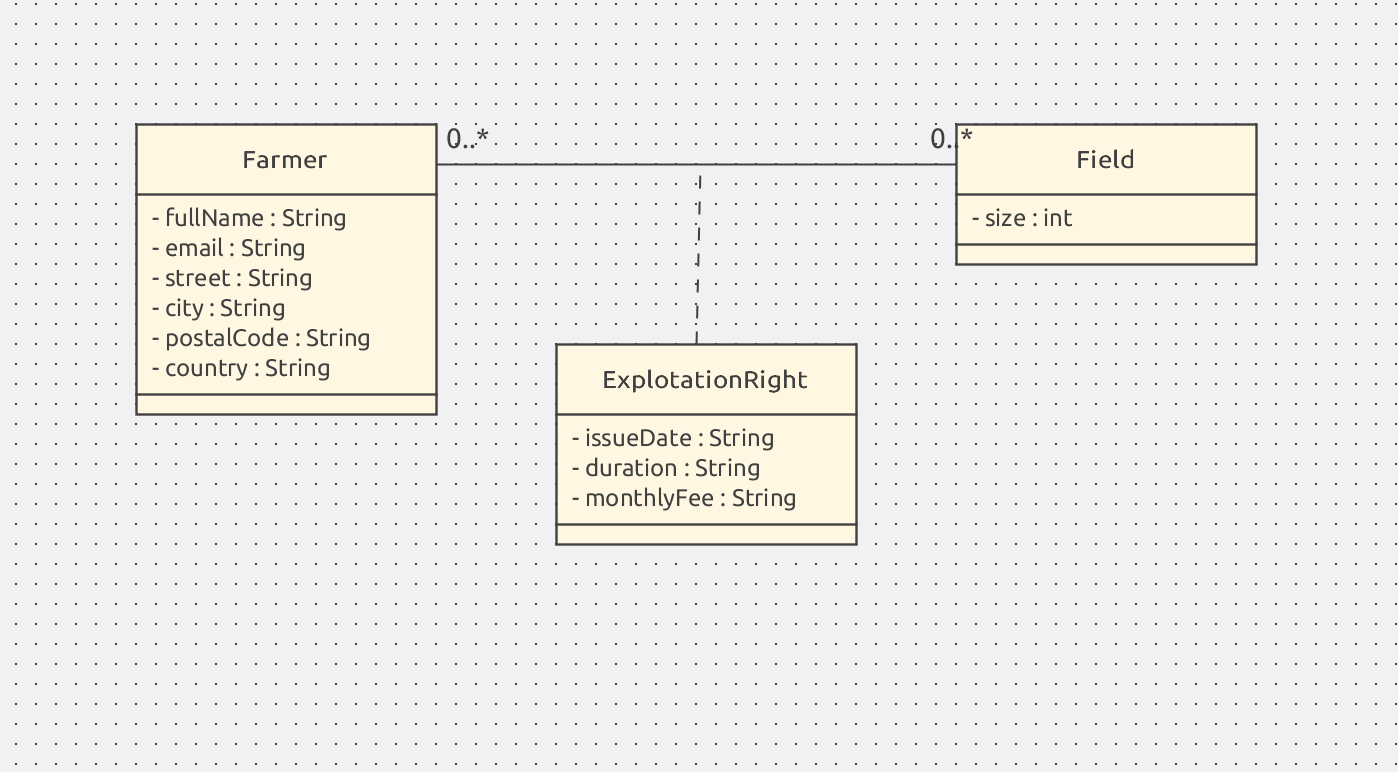 0..*
0..*
Farmer
- fullName : String
- email : String
- street : String
- city : String
- postalCode : String
- country : String
Field
- size : int
ExplotationRight
- issueDate : String
- duration : String
- monthlyFee : String